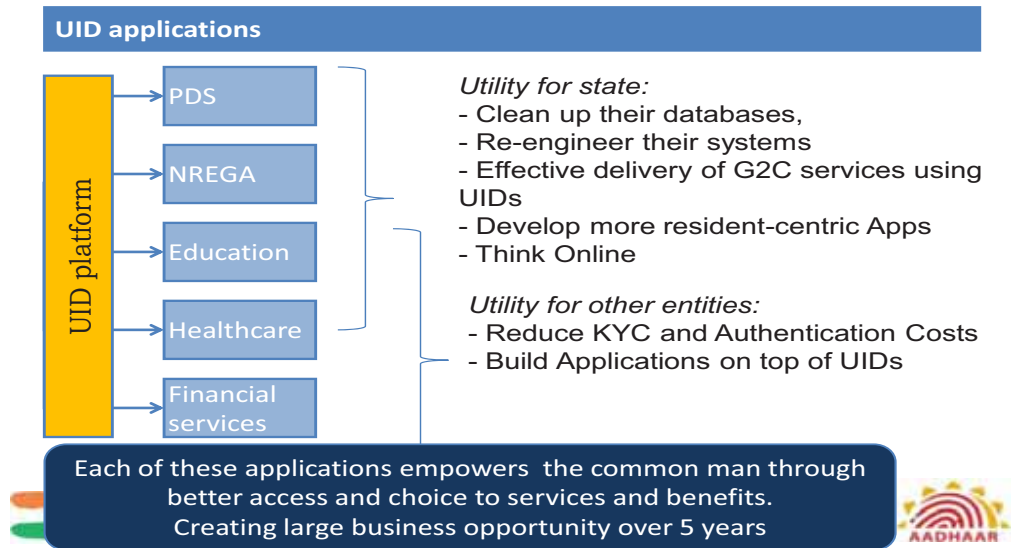 UID applications
UID platform
PDS
NREGA
Education
Healthcare
Financial
services
Utility for state:
- Clean up their databases,
- Re-engineer their systems
- Effective delivery of G2C services using
UIDs
- Develop more resident-centric Apps
- Think Online
Utility for other entities:
- Reduce KYC and Authentication Costs
- Build Applications on top of UIDs
Each of these applications empowers the common man through
better access and choice to services and benefits.
Creating large business opportunity over 5 years
AADHAAR